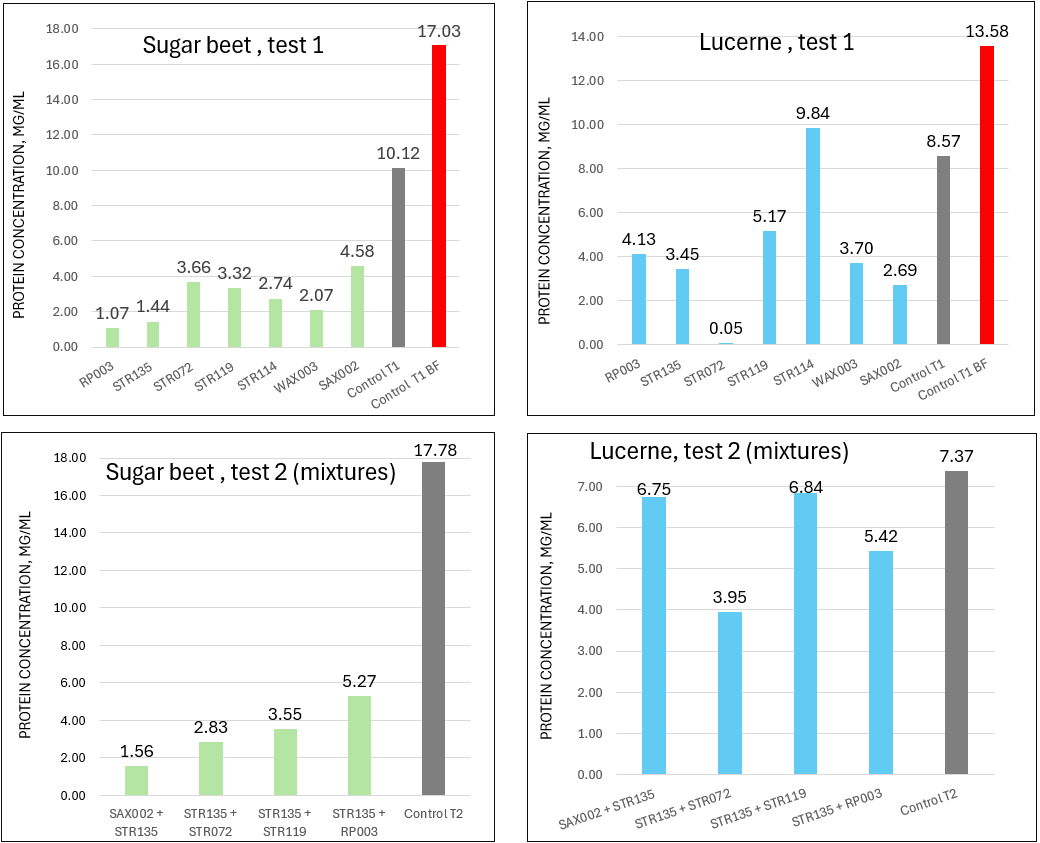 Sugar beet , test 1
PROTEIN CONCENTRATION, MG/ML
18.00
16.00
14.00
12.00
10.00
8.00
6.00
4.00
2.00
0.00
1.07
1.44
3.66
3.32
2.74
2.07
4.58
10.12
17.03
RP003
STR135
STR072
STR119
STR114
WAX003
SAX002
Control T1
Control T1 BF
Lucerne , test 1
PROTEIN CONCENTRATION, MG/ML
14.00
12.00
10.00
8.00
6.00
4.00
2.00
0.00
4.13
3.45
0.05
5.17
9.84
3.70
2.69
8.57
13.58
RP003
STR135
STR072
STR119
STR114
WAX003
SAX002
Control T1
Control T1 BF
Sugar beet , test 2 (mixtures)
PROTEIN CONCENTRATION, MG/ML
18.00
16.00
14.00
12.00
10.00
8.00
6.00
4.00
2.00
0.00
1.56
2.83
3.55
5.27
17.78
SAX002 +
STR135
STR135 +
STR072
STR135 +
STR119
STR135 +
RP003
Control T2
Lucerne, test 2 (mixtures)
PROTEIN CONCENTRATION, MG/ML
7.00
6.00
5.00
4.00
3.00
2.00
1.00
0.00
6.75
3.95
6.84
5.42
7.37
SAX002 + STR135
STR135 + STR072
STR135 + STR119
STR135 + RP003
Control T2